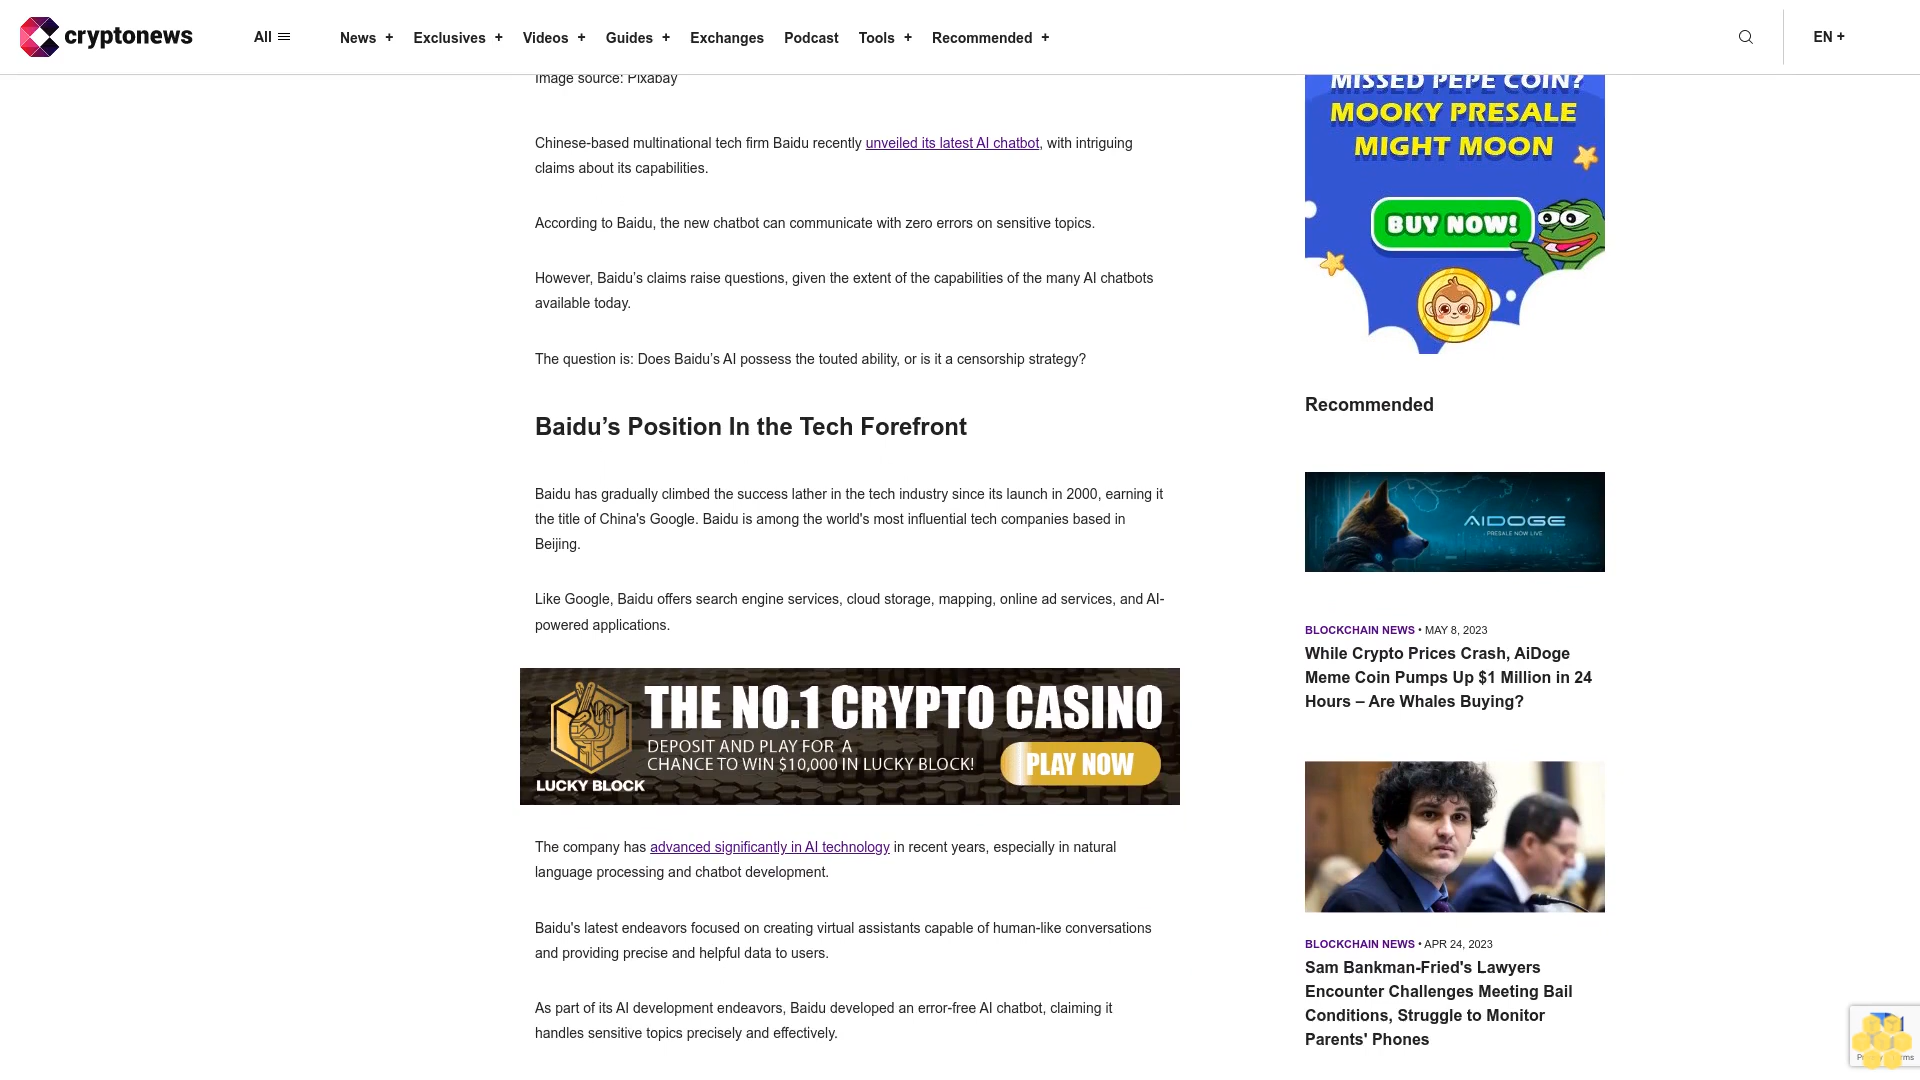 cryptonews
All
News +
Exclusives +
Videos +
Guides +
Exchanges
Podcast
Tools +
Recommended +
EN +
Image source: Pixabay
Chinese-based multinational tech firm Baidu recently unveiled its latest AI chatbot, with intriguing
claims about its capabilities.
According to Baidu, the new chatbot can communicate with zero errors on sensitive topics.
However, Baidu’s claims raise questions, given the extent of the capabilities of the many AI chatbots
available today.
The question is: Does Baidu’s AI possess the touted ability, or is it a censorship strategy?
Baidu’s Position In the Tech Forefront
Baidu has gradually climbed the success lather in the tech industry since its launch in 2000, earning it
the title of China's Google. Baidu is among the world's most influential tech companies based in
Beijing.
Like Google, Baidu offers search engine services, cloud storage, mapping, online ad services, and AI-
powered applications.
THE NO.1 CRYPTO CASINO
DEPOSIT AND PLAY FOR A
CHANCE TO WIN $10,000 IN LUCKY BLOCK!
PLAY NOW
LUCKY BLOCK
The company has advanced significantly in AI technology in recent years, especially in natural
language processing and chatbot development.
Baidu's latest endeavors focused on creating virtual assistants capable of human-like conversations
and providing precise and helpful data to users.
As part of its AI development endeavors, Baidu developed an error-free AI chatbot, claiming it
handles sensitive topics precisely and effectively.
MISSED PEPE COIN?
MOOKY PRESALE
MIGHT MOON
BUY NOW!
Recommended
AIDOGE
PRESALE NOW LIVE
BLOCKCHAIN NEWS • MAY 8, 2023
While Crypto Prices Crash, AiDoge
Meme Coin Pumps Up $1 Million in 24
Hours – Are Whales Buying?
BLOCKCHAIN NEWS • APR 24, 2023
Sam Bankman-Fried's Lawyers
Encounter Challenges Meeting Bail
Conditions, Struggle to Monitor
Parents' Phones